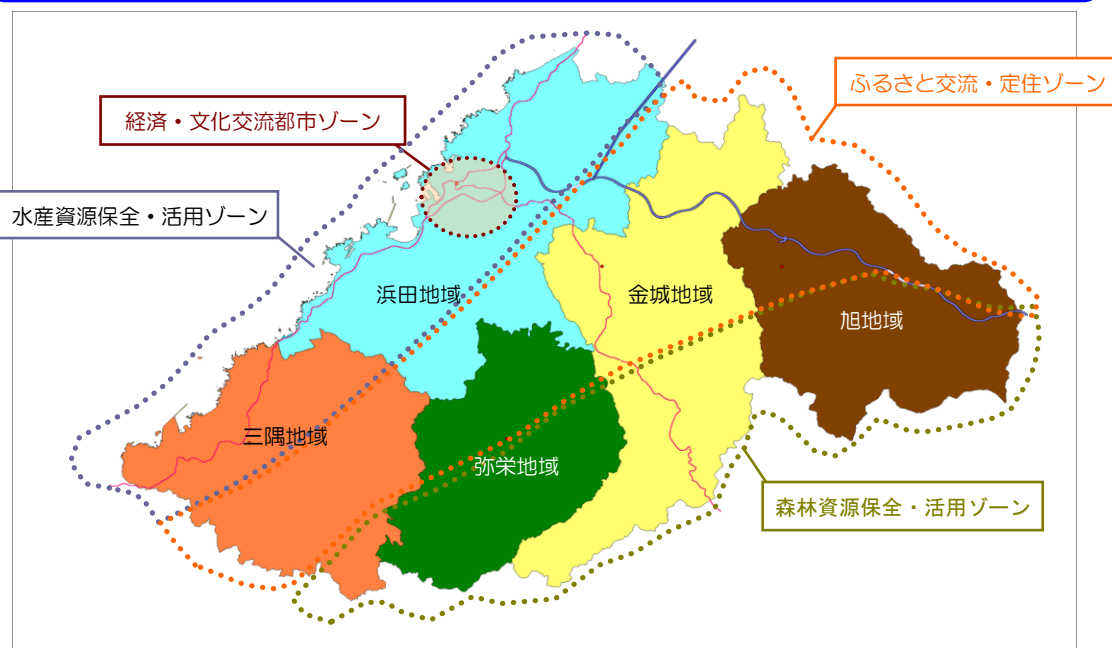 ふるさと交流・定住ゾーン
経済・文化交流都市ゾーン
水産資源保全・活用ゾーン
浜田地域
金城地域
旭地域
三隅地域
弥栄地域
森林資源保全・活用ゾーン